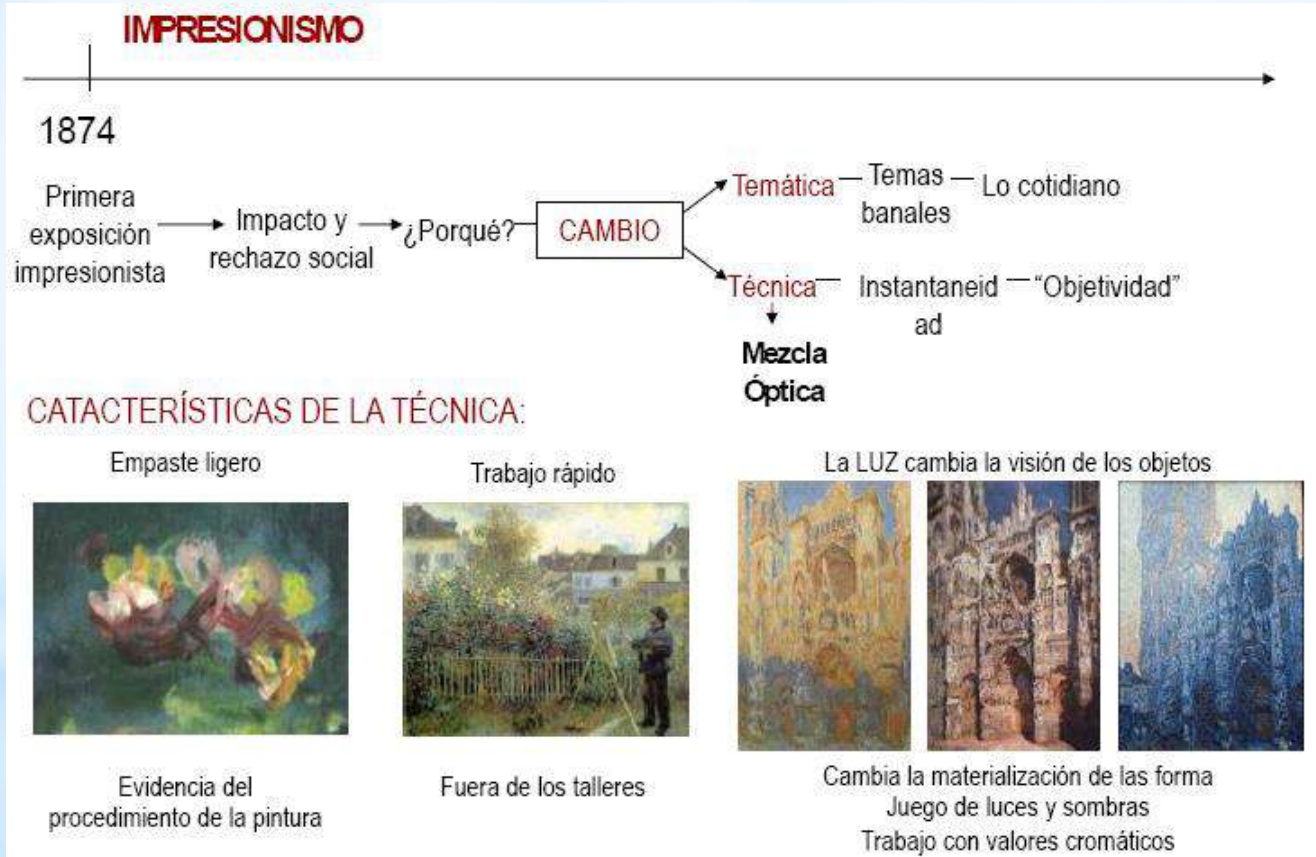 IMPRESIONISMO
1874
Primera
exposición
impresionista
Impacto y
rechazo social
¿Porqué?
CAMBIO
Temática
Temas
banales
Lo cotidiano
Técnica
Instantaneid
ad
“Objetividad”
Mezcla
Óptica
CATACTERÍSTICAS DE LA TÉCNICA:
Empaste ligero
Evidencia del
procedimiento de la pintura
Trabajo rápido
Fuera de los talleres
La LUZ cambia la visión de los objetos
Cambia la materialización de las forma
Juego de luces y sombras
Trabajo con valores cromáticos